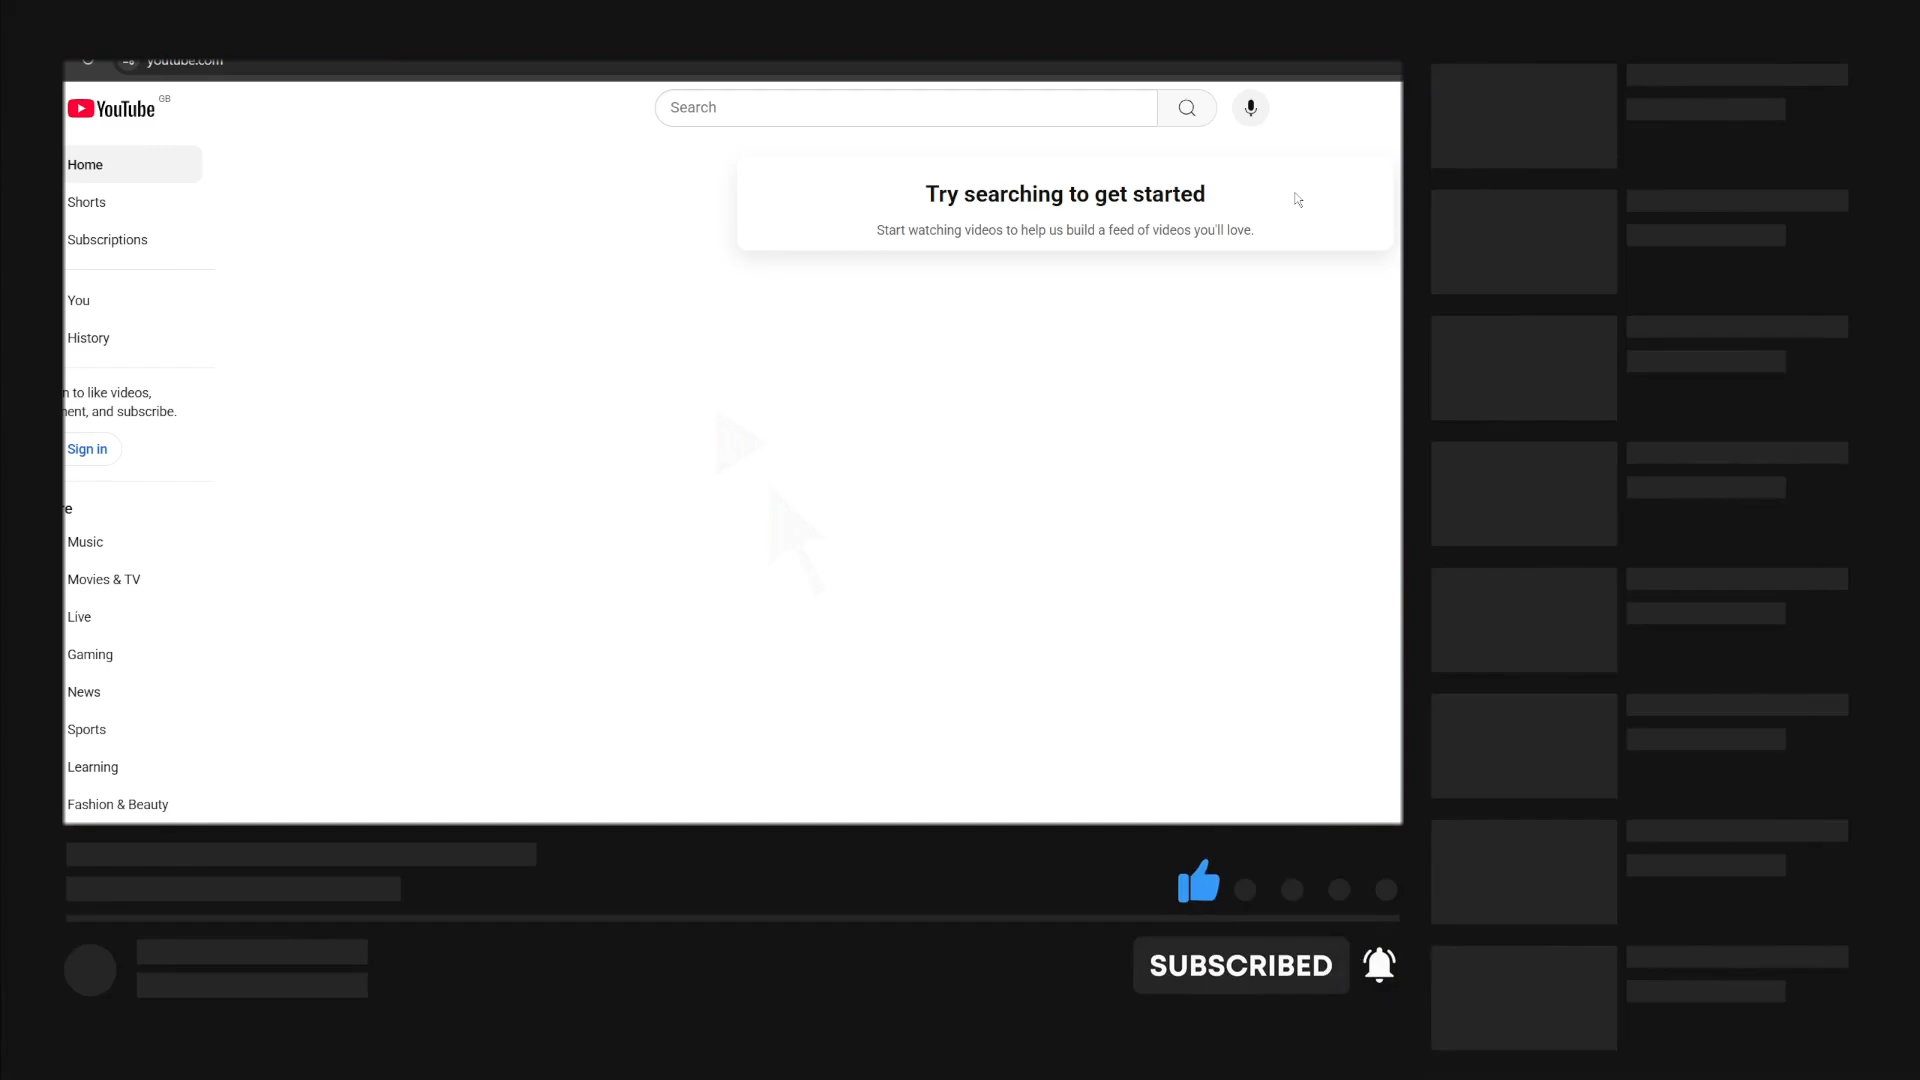 youtube.com
YouTube GB
Search
Home
Shorts
Subscriptions
Try searching to get started
Start watching videos to help us build a feed of videos you'll love.
You
History
to like videos,
and subscribe.
Sign in
Music
Movies & TV
Live
Gaming
News
Sports
Learning
Fashion & Beauty
SUBSCRIBED